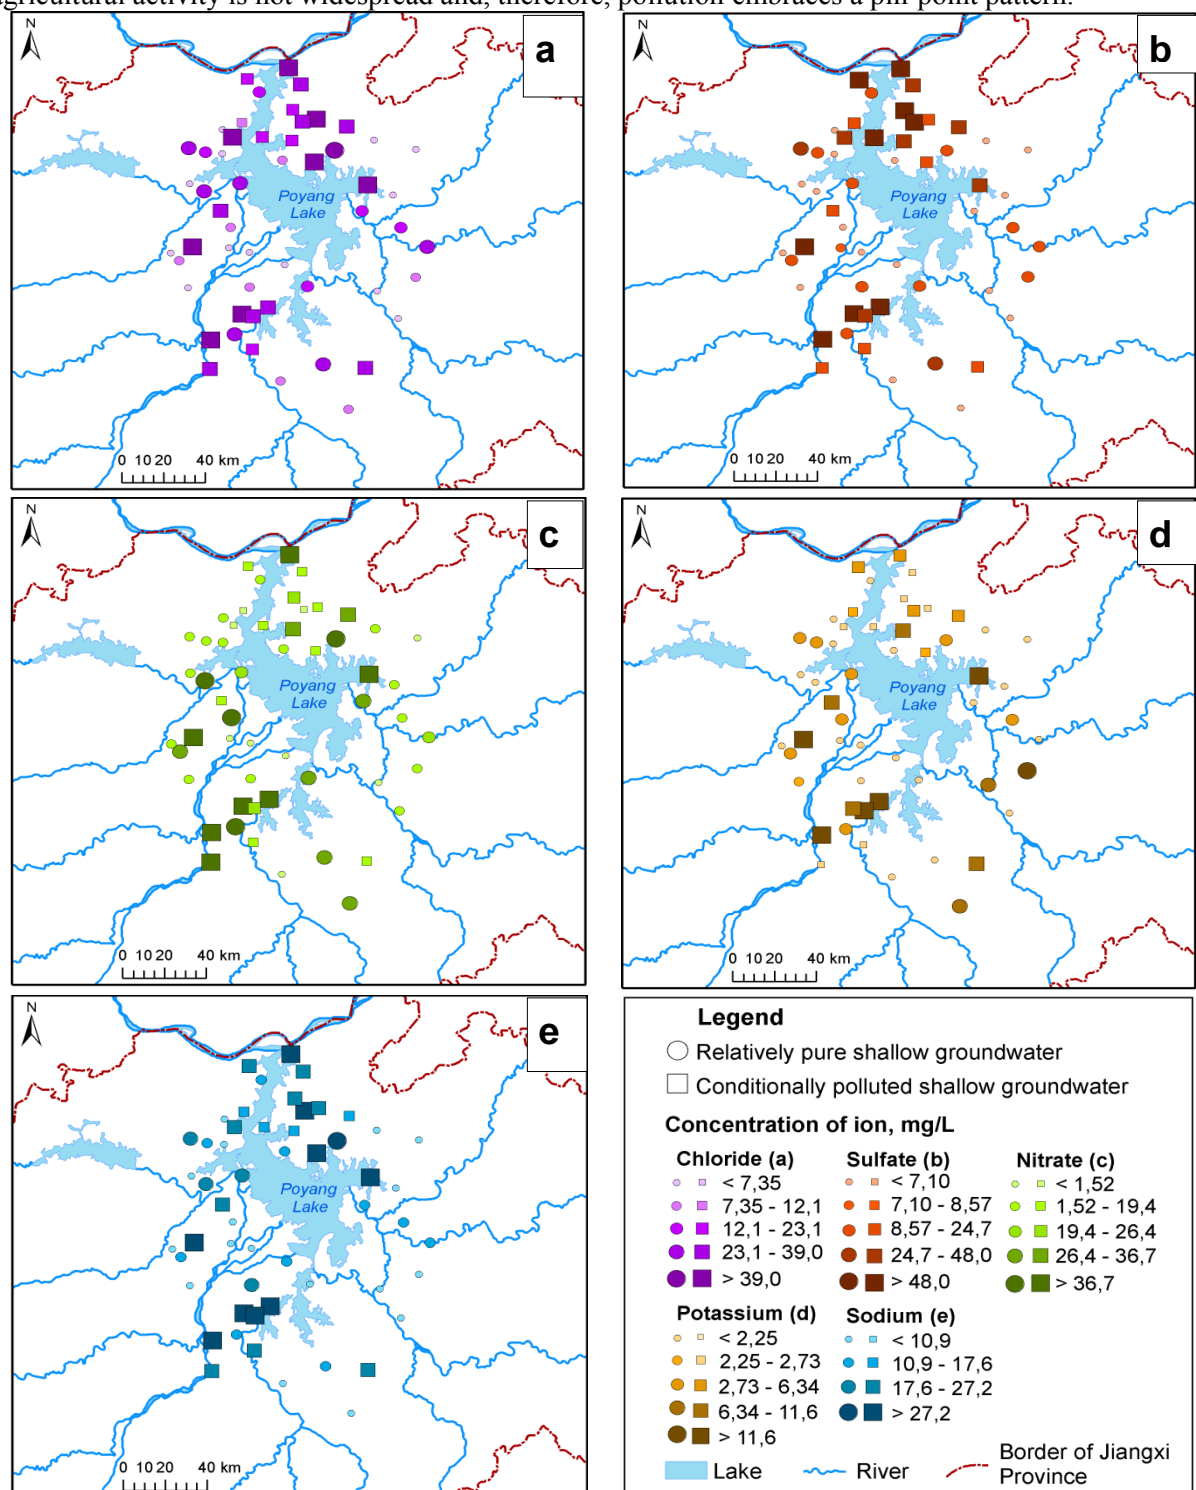 agricultural activity is not widespread and, therefore, pollution embraces a pin-point pattern.
N
a
Poyang
Lake
0 10 20 40 km
N
b
Poyang
Lake
0 10 20 40 km
N
c
Poyang
Lake
0 10 20 40 km
N
d
Poyang
Lake
0 10 20 40 km
N
e
Poyang
Lake
0 10 20 40 km
Legend
Relatively pure shallow groundwater
Conditionally polluted shallow groundwater
Concentration of ion, mg/L
Chloride (a)
< 7,35
7,35 - 12,1
12,1 - 23,1
23,1 - 39,0
> 39,0
Sulfate (b)
< 7,10
7,10 - 8,57
8,57 - 24,7
24,7 - 48,0
> 48,0
Nitrate (c)
< 1,52
1,52 - 19,4
19,4 - 26,4
26,4 - 36,7
> 36,7
Potassium (d)
< 2,25
2,25 - 2,73
2,73 - 6,34
6,34 - 11,6
> 11,6
Sodium (e)
< 10,9
10,9 - 17,6
17,6 - 27,2
> 27,2
Lake
River
Border of Jiangxi
Province